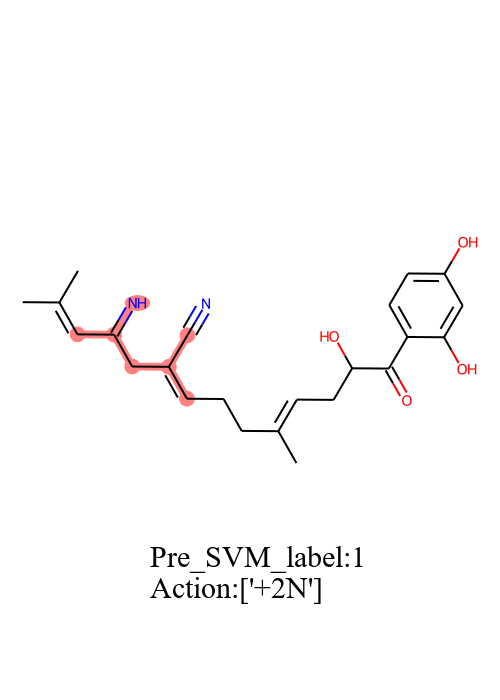 OH
NH
N
HO
OH
O
Pre_SVM_label:1
Action:['+2N']